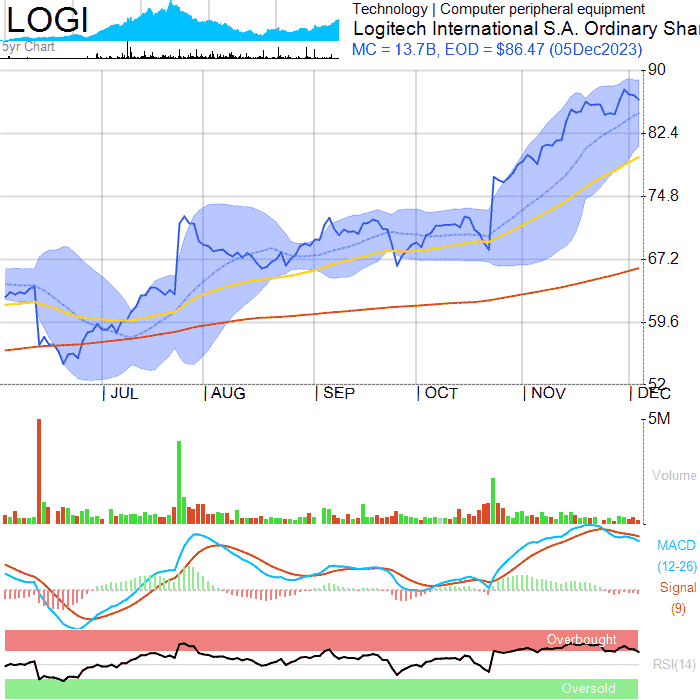 LOGI
5yr Chart
Technology | Computer peripheral equipment
Logitech International S.A. Ordinary Shar
MC = 13.7B, EOD = $86.47 (05Dec2023)
90
82.4
74.8
67.2
59.6
52
| JUL | AUG | SEP | OCT | NOV | DEC
5M
Volume
MACD
(12-26)
Signal
(9)
Overbought
RSI(14)
Oversold